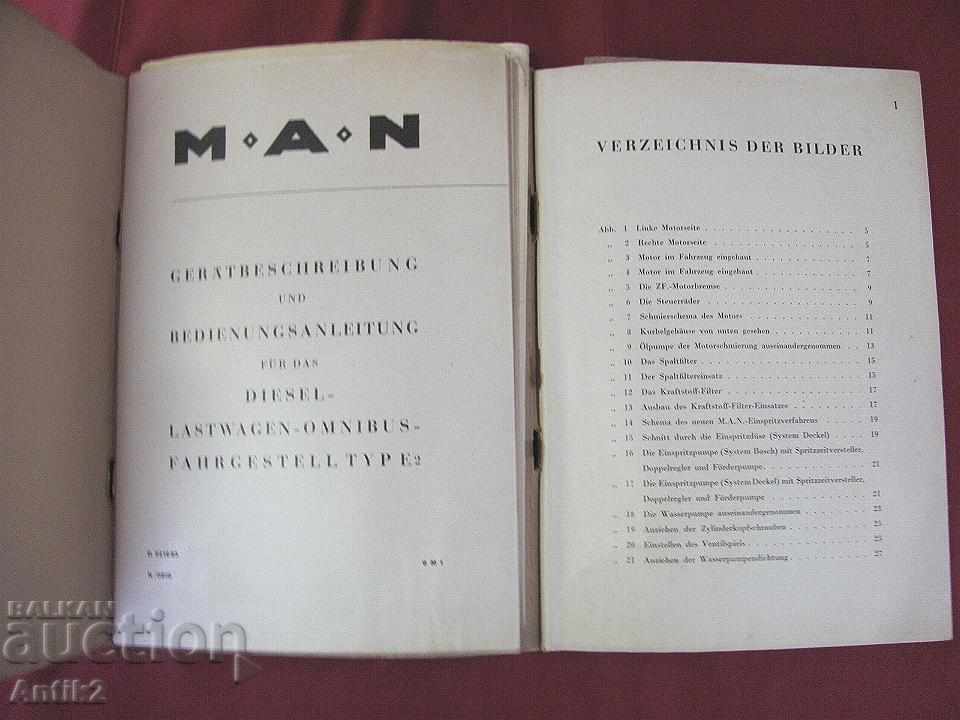 M·A·N
GERÄTBESCHREIBUNG
UND
BEDIENUNGSANLEITUNG
FÜR DAS
DIESEL-
LASTWAGEN-OMNIBUS-
FAHRGESTELL TYP E2
1
VERZEICHNIS DER BILDER
Abb. 1 Linke Motorseite 5
„ 2 Rechte Motorseite 5
„ 3 Motor im Fahrzeug eingebaut 7
„ 4 Motor im Fahrzeug eingebaut 7
„ 5 Die ZF.-Motorbremse 9
„ 6 Die Steuerräder 9
„ 7 Schmierschema des Motors 11
„ 8 Kurbelgehäuse von unten gesehen 11
„ 9 Ölpumpe der Motorschmierung auseinandergenommen 13
„ 10 Das Spaltfilter 15
„ 11 Der Spaltfiltereinsatz 15
„ 12 Das Kraftstoff-Filter 17
„ 13 Ausbau des Kraftstoff-Filter-Einsatzes 17
„ 14 Schema des neuen M.A.N.-Einspritzverfahrens 19
„ 15 Schnitt durch die Einspritzdüse (System Deckel) 19
„ 16 Die Einspritzpumpe (System Bosch) mit Spritzzeitversteller,
Doppelregler und Förderpumpe 21
„ 17 Die Einspritzpumpe (System Deckel) mit Spritzzeitversteller,
Doppelregler und Förderpumpe 21
„ 18 Die Wasserpumpe auseinandergenommen 23
„ 19 Anziehen der Zylinderkopfschrauben 25
„ 20 Einstellen des Ventilspiels 25
„ 21 Anziehen der Wasserpumpendichtung 27
BALKAN
auction
Antik2